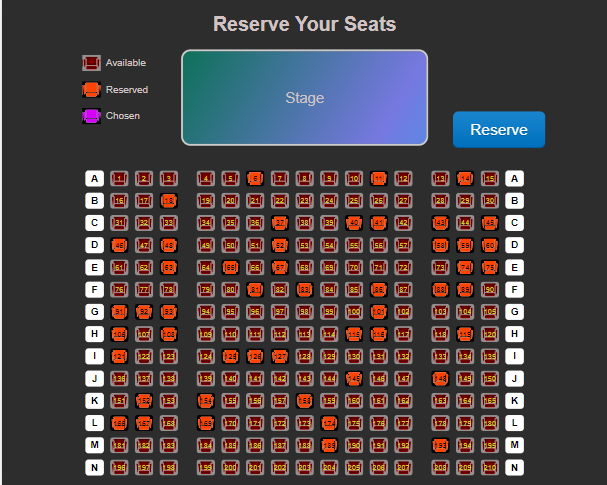 Reserve Your Seats
Available
Reserved
Chosen
Stage
Reserve
A 1 2 3 4 5 6 7 8 9 10 11 12 13 14 15 A
B 16 17 18 19 20 21 22 23 24 25 26 27 28 29 30 B
C 31 32 33 34 35 36 37 38 39 40 41 42 43 44 45 C
D 46 47 48 49 50 51 52 53 54 55 56 57 58 59 60 D
E 61 62 63 64 65 66 67 68 69 70 71 72 73 74 75 E
F 76 77 78 79 80 81 82 83 84 85 86 87 88 89 90 F
G 91 92 93 94 95 96 97 98 99 100 101 102 103 104 105 G
H 106 107 108 109 110 111 112 113 114 115 116 117 118 119 120 H
I 121 122 123 124 125 126 127 128 129 130 131 132 133 134 135 I
J 136 137 138 139 140 141 142 143 144 145 146 147 148 149 150 J
K 151 152 153 154 155 156 157 158 159 160 161 162 163 164 165 K
L 166 167 168 169 170 171 172 173 174 175 176 177 178 179 180 L
M 181 182 183 184 185 186 187 188 189 190 191 192 193 194 195 M
N 196 197 198 199 200 201 202 203 204 205 206 207 208 209 210 N